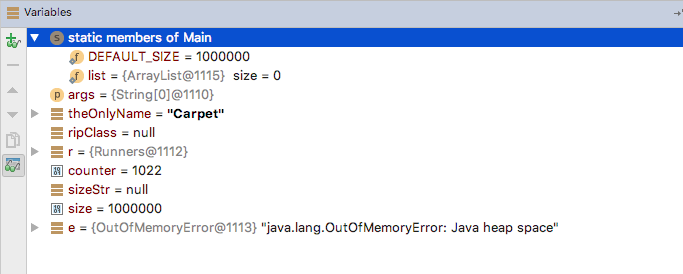 Variables
s static members of Main
f DEFAULT_SIZE = 1000000
f list = {ArrayList@1115} size = 0
p args = {String[0]@1110}
theOnlyName = "Carpet"
ripClass = null
r = {Runners@1112}
counter = 1022
sizeStr = null
size = 1000000
e = {OutOfMemoryError@1113} "java.lang.OutOfMemoryError: Java heap space"